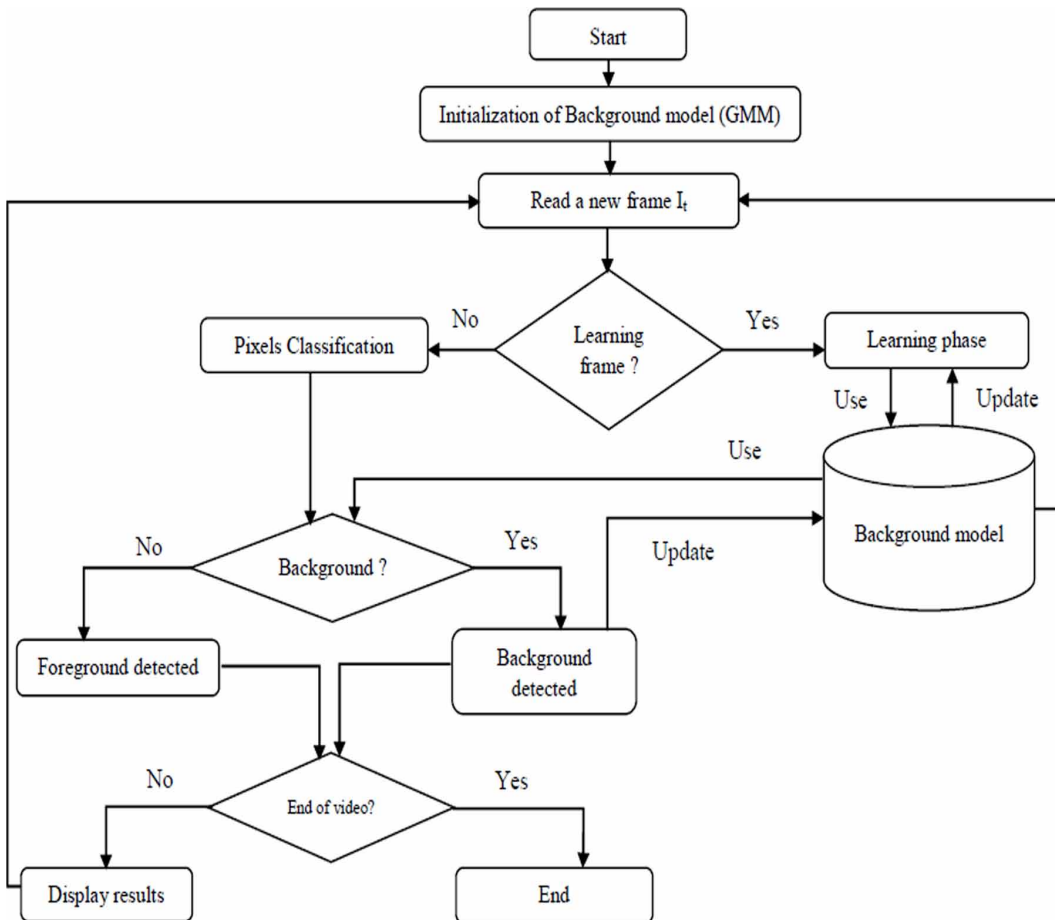 Start
Initialization of Background model (GMM)
Read a new frame Iₜ
No
Yes
Learning
frame ?
Pixels Classification
Learning phase
Use
Update
Use
Background model
No
Yes
Update
Background ?
Foreground detected
Background
detected
No
Yes
End of video?
Display results
End